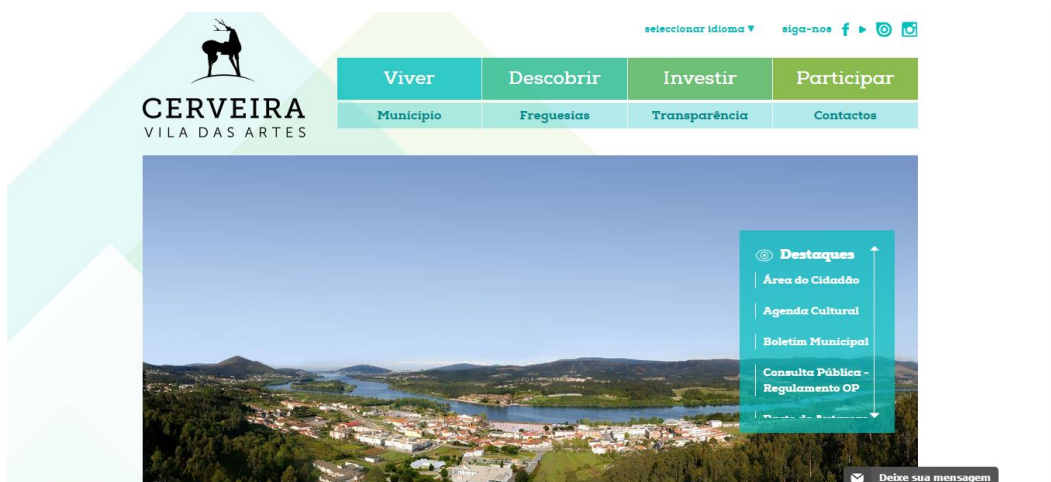 seleccionar idioma ▼
siga-nos
CERVEIRA
VILA DAS ARTES
Viver
Descobrir
Investir
Participar
Município
Freguesias
Transparência
Contactos
Destaques
Área do Cidadão
Agenda Cultural
Boletim Municipal
Consulta Pública -
Regulamento OP
Deixe sua mensagem